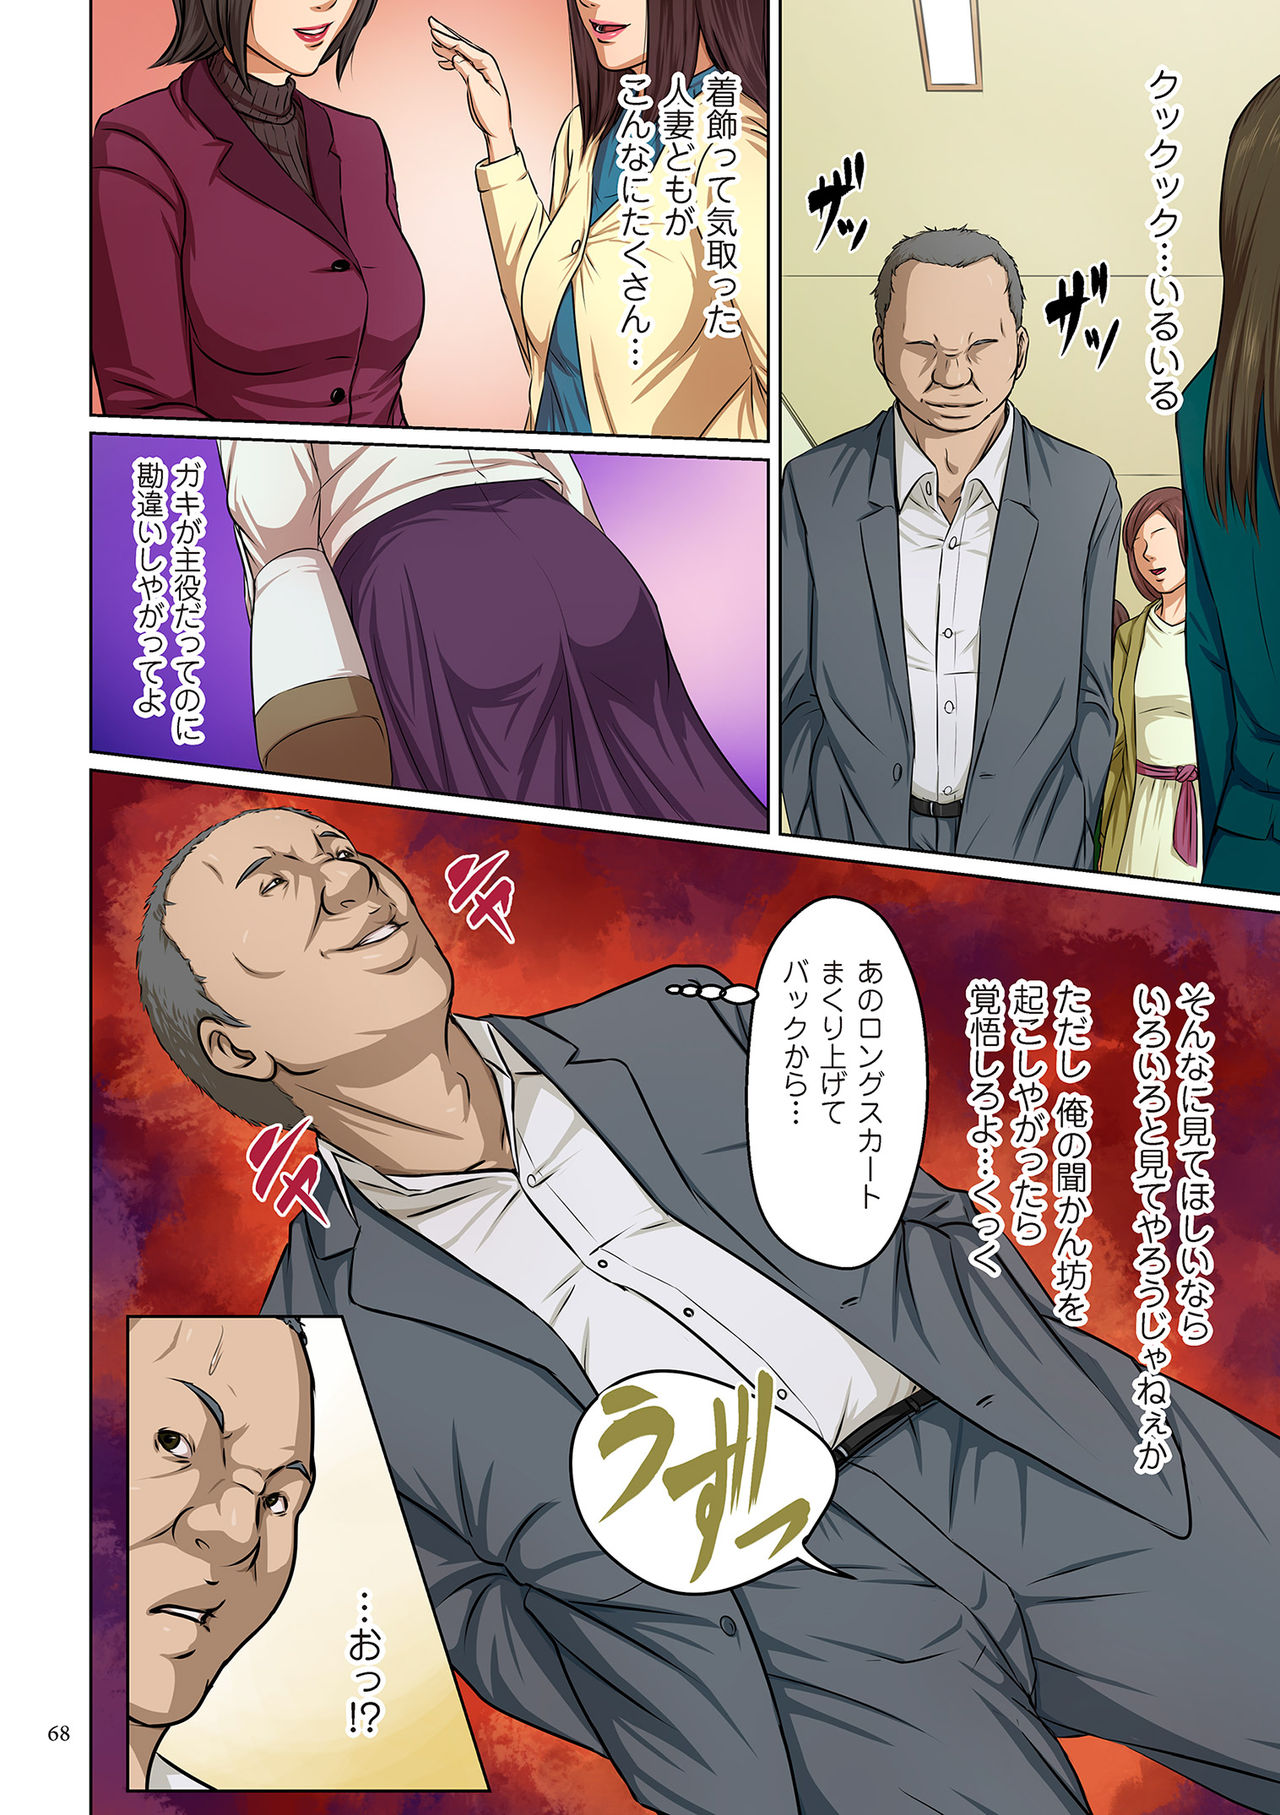 クックック…いるいる
ザッ
ザッ
着飾って気取った
人妻どもが
こんなにたくさん…
ガキが主役だってのに
勘違いしやがってよ
そんなに見てほしいなら
いろいろと見てやろうじゃねぇか
ただし 俺の聞かん坊を
起こしやがったら
覚悟しろよ…くっく
あのロングスカート
まくり上げて
バックから…
ニヤ
ニヤ
うずっ
…おっ!?
68